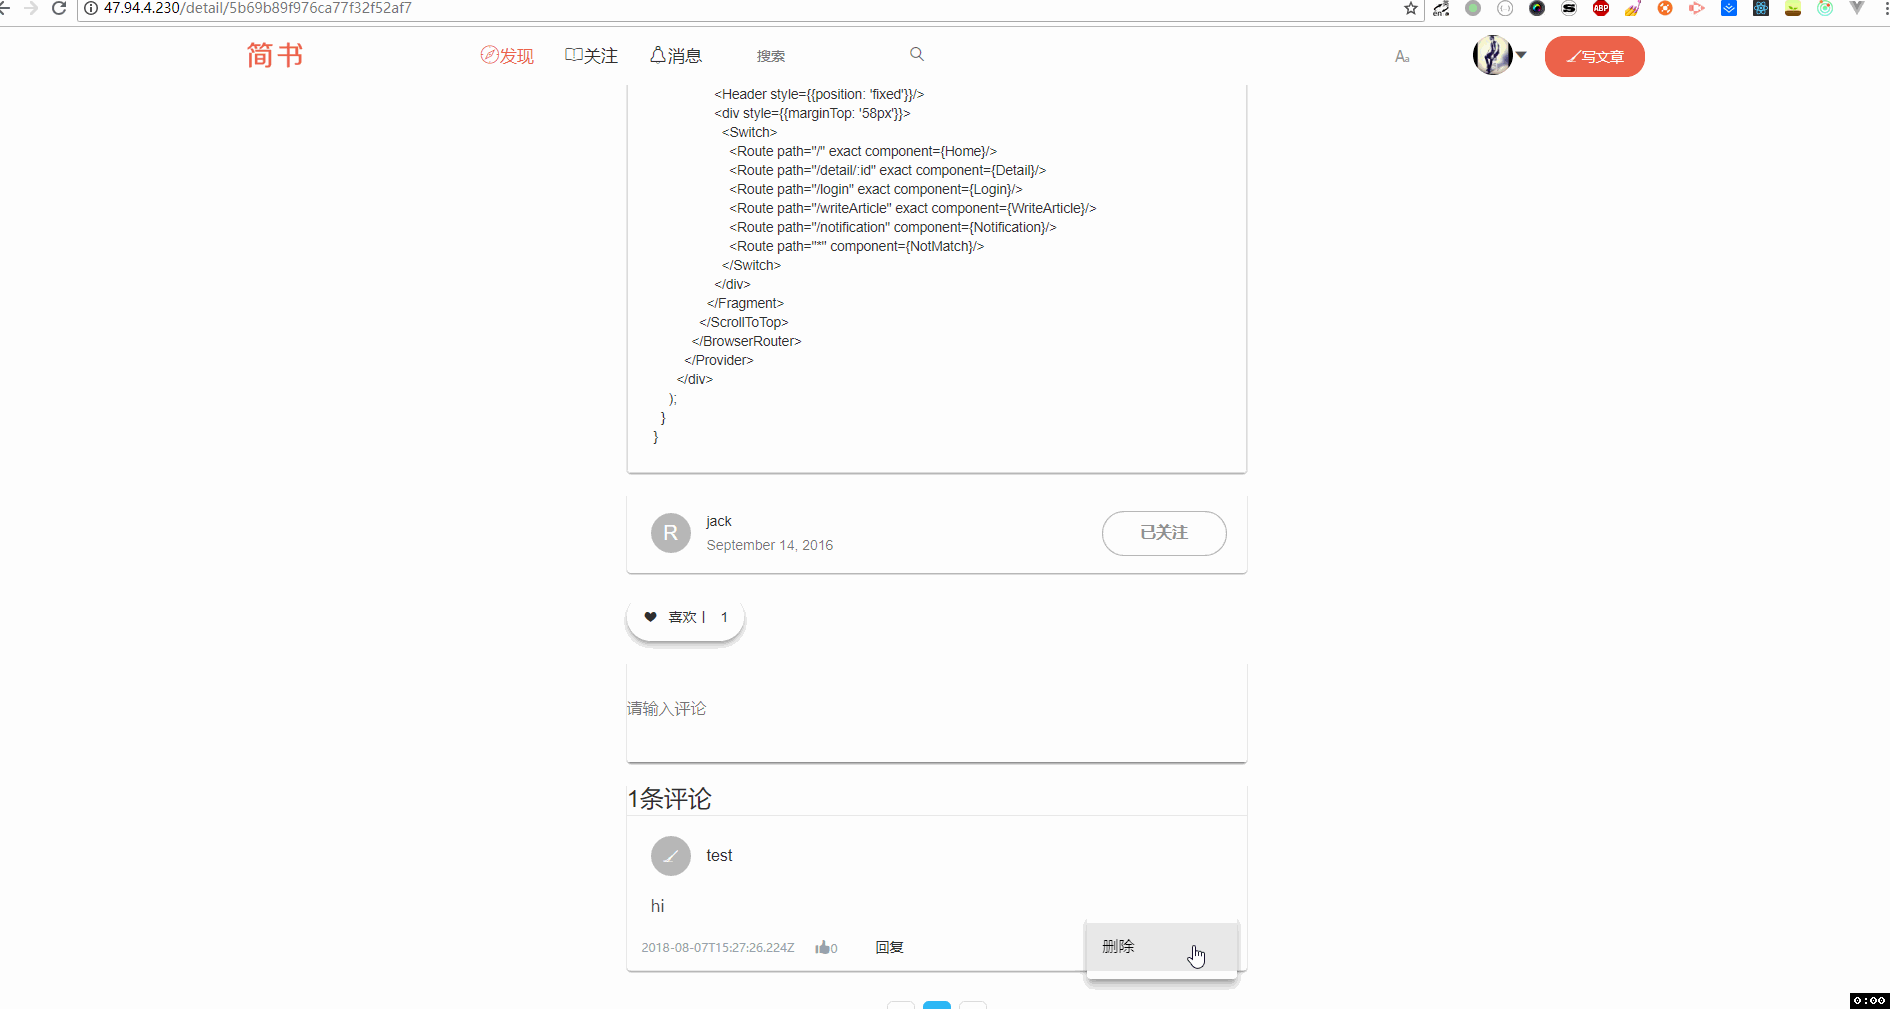 47.94.4.230/detail/5b69b89f976ca77f32f52af7
en
ABP
简书
发现
关注
消息
搜索
Aa
写文章
<Header style={{position: 'fixed'}}/>
<div style={{marginTop: '58px'}}>
<Switch>
<Route path="/" exact component={Home}/>
<Route path="/detail/:id" exact component={Detail}/>
<Route path="/login" exact component={Login}/>
<Route path="/writeArticle" exact component={WriteArticle}/>
<Route path="/notification" component={Notification}/>
<Route path="*" component={NotMatch}/>
</Switch>
</div>
</Fragment>
</ScrollToTop>
</BrowserRouter>
</Provider>
</div>
);
}
}
R
jack
September 14, 2016
已关注
喜欢丨 1
请输入评论
1条评论
test
hi
2018-08-07T15:27:26.224Z
0
回复
删除
0:00